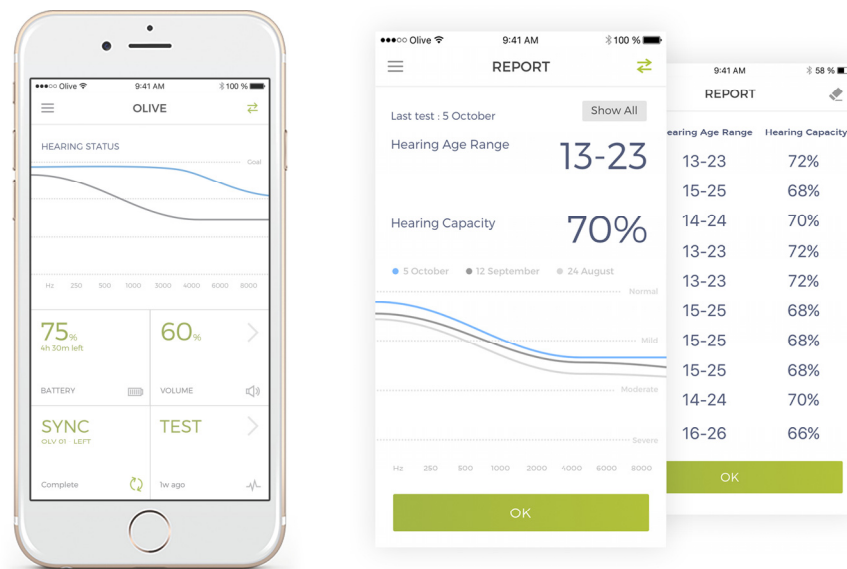 ●●●○○ Olive 9:41 AM 100 %
OLIVE
HEARING STATUS
Goal
Hz 250 500 1000 3000 4000 6000 8000
75% 60%
4h 30m left
BATTERY VOLUME
SYNC TEST
OLV 01 - LEFT
Complete 1w ago
●●●○○ Olive 9:41 AM 100 %
REPORT
Last test : 5 October Show All
Hearing Age Range 13-23
Hearing Capacity 70%
5 October 12 September 24 August
Normal
Mild
Moderate
Severe
Hz 250 500 1000 2000 4000 6000 8000
OK
9:41 AM 58 %
REPORT
earing Age Range Hearing Capacity
13-23 72%
15-25 68%
14-24 70%
13-23 72%
13-23 72%
15-25 68%
15-25 68%
15-25 68%
14-24 70%
16-26 66%
OK